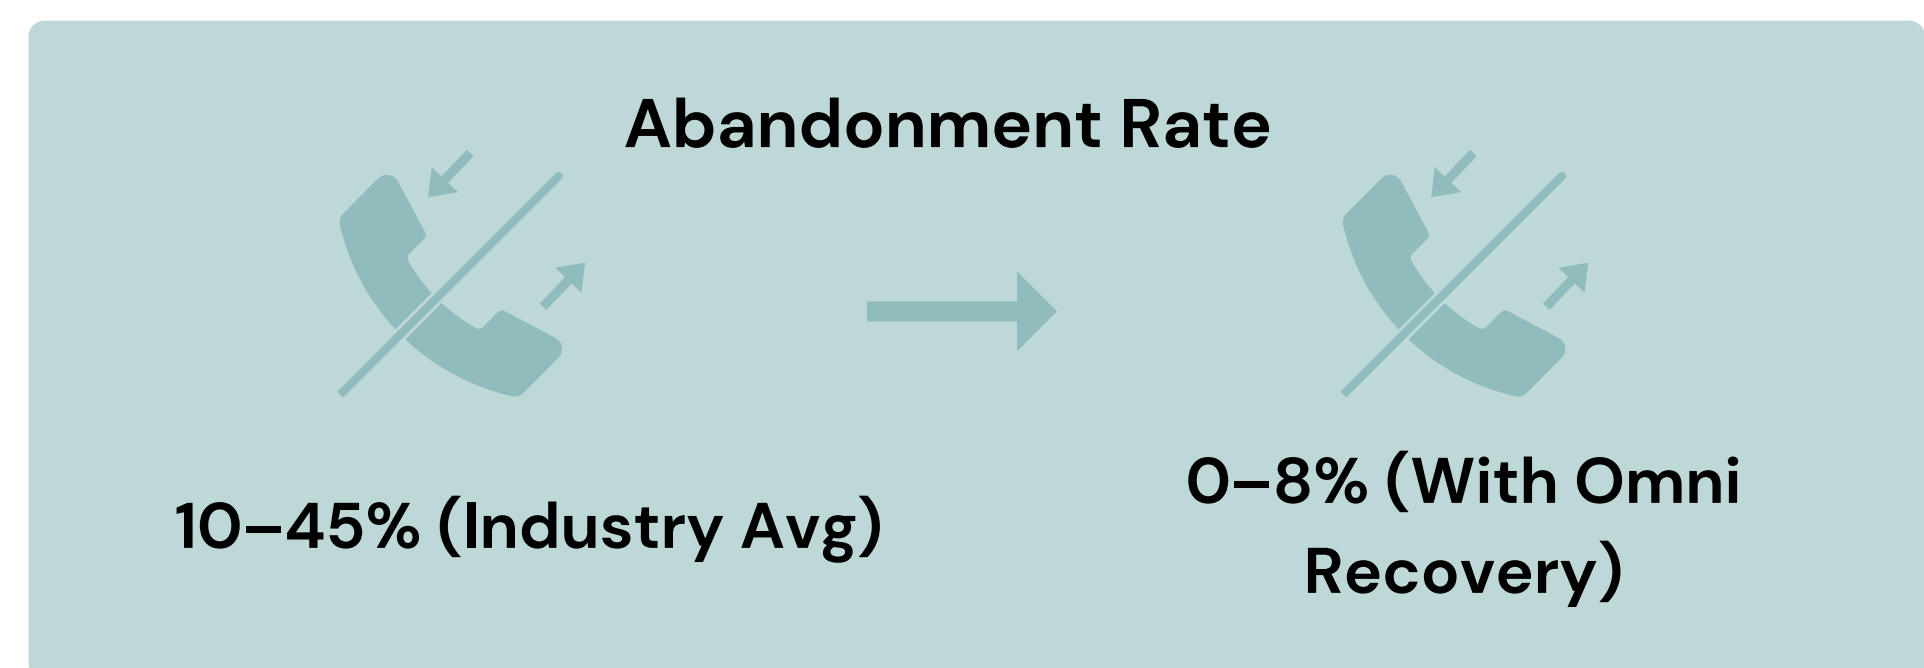 Abandonment Rate
10–45% (Industry Avg)
0–8% (With Omni
Recovery)